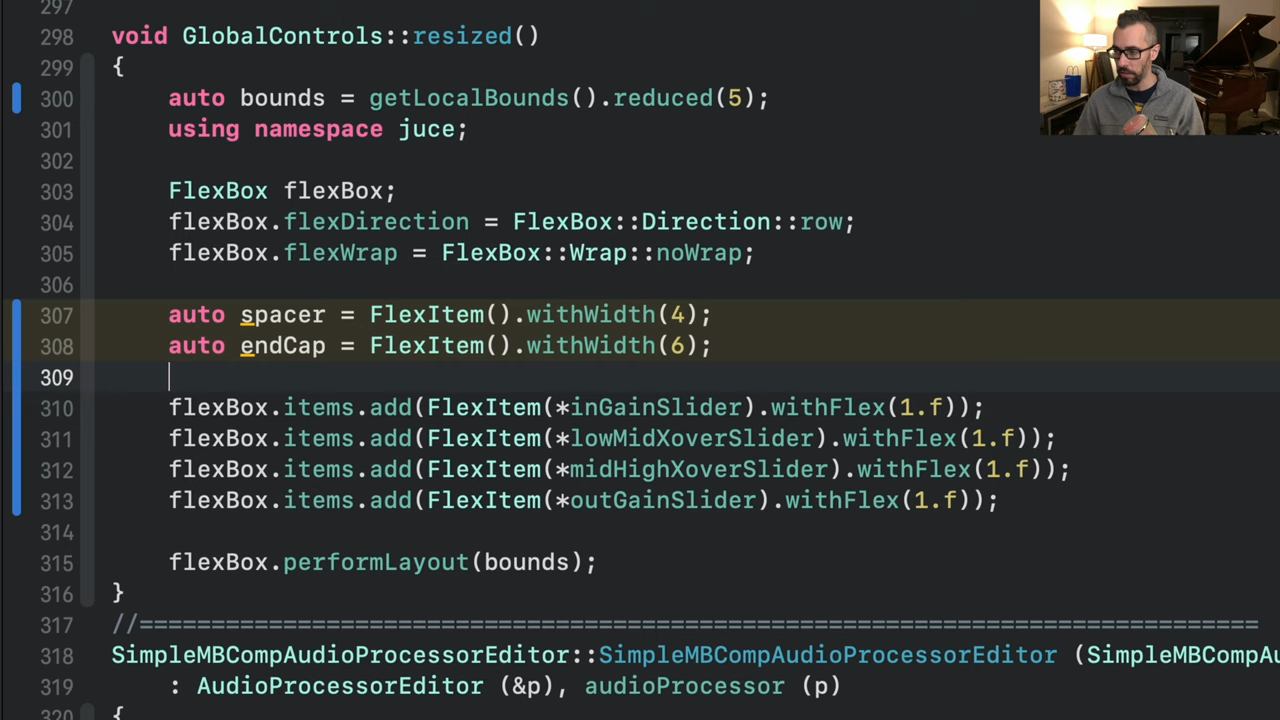 297
298 void GlobalControls::resized()
299 {
300 auto bounds = getLocalBounds().reduced(5);
301 using namespace juce;
302
303 FlexBox flexBox;
304 flexBox.flexDirection = FlexBox::Direction::row;
305 flexBox.flexWrap = FlexBox::Wrap::noWrap;
306
307 auto spacer = FlexItem().withWidth(4);
308 auto endCap = FlexItem().withWidth(6);
309
310 flexBox.items.add(FlexItem(*inGainSlider).withFlex(1.f));
311 flexBox.items.add(FlexItem(*lowMidXoverSlider).withFlex(1.f));
312 flexBox.items.add(FlexItem(*midHighXoverSlider).withFlex(1.f));
313 flexBox.items.add(FlexItem(*outGainSlider).withFlex(1.f));
314
315 flexBox.performLayout(bounds);
316 }
317 //==============================================================================
318 SimpleMBCompAudioProcessorEditor::SimpleMBCompAudioProcessorEditor (SimpleMBCompAu
319 : AudioProcessorEditor (&p), audioProcessor (p)
320 {